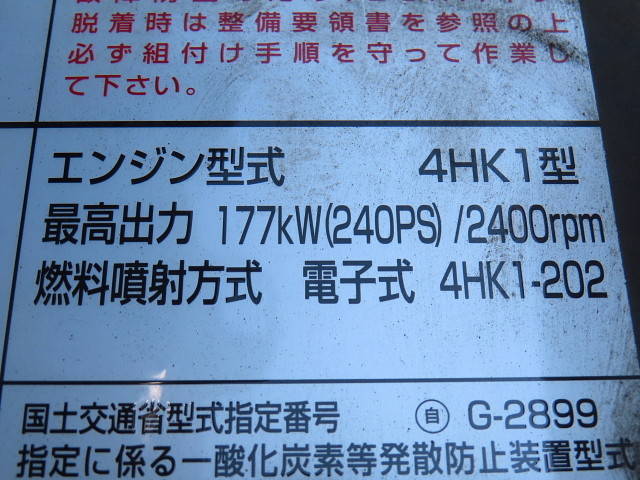 脱着時は整備要領書を参照の上
必ず組付け手順を守って作業し
て下さい。
エンジン型式 4HK1型
最高出力 177kW(240PS)/2400rpm
燃料噴射方式 電子式 4HK1-202
国土交通省型式指定番号 自 G-2899
指定に係る一酸化炭素等発散防止装置型式